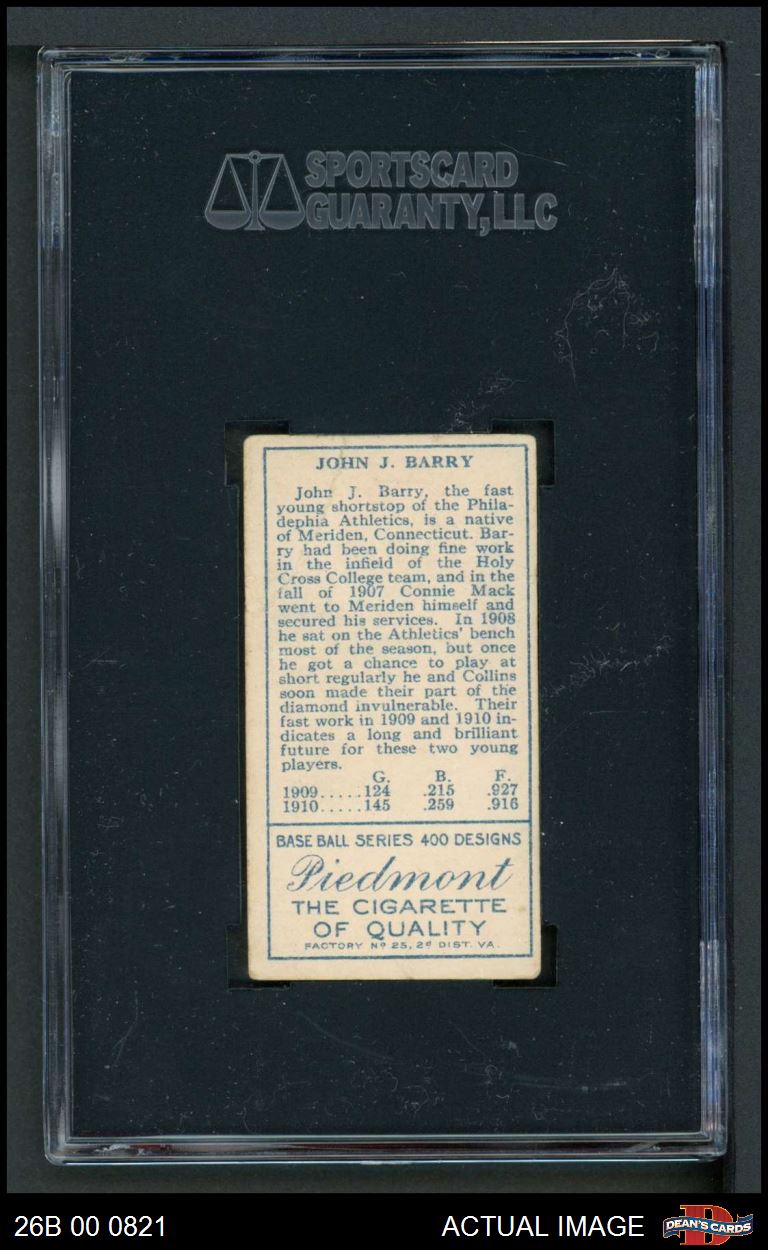 SPORTSCARD
GUARANTY, LLC
JOHN J. BARRY
John J. Barry, the fast
young shortstop of the Phila-
dephia Athletics, is a native
of Meriden, Connecticut. Bar-
ry had been doing fine work
in the infield of the Holy
Cross College team, and in the
fall of 1907 Connie Mack
went to Meriden himself and
secured his services. In 1908
he sat on the Athletics' bench
most of the season, but once
he got a chance to play at
short regularly he and Collins
soon made their part of the
diamond invulnerable. Their
fast work in 1909 and 1910 in-
dicates a long and brilliant
future for these two young
players.
G. B. F.
1909.....124 .215 .927
1910.....145 .259 .916
BASE BALL SERIES 400 DESIGNS
Piedmont
THE CIGARETTE
OF QUALITY
FACTORY Nº 25, 2ᵈ DIST. VA.
26B 00 0821 ACTUAL IMAGE DEAN'S CARDS